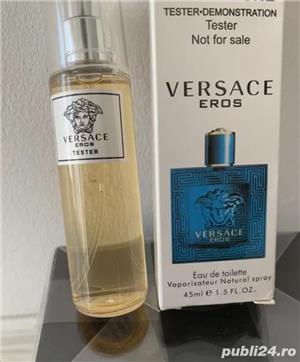 TESTER•DEMONSTRATION
Tester
Not for sale
VERSACE
EROS
VERSACE
EROS
TESTER
VERSACE
EROS
Eau de toilette
Vaporisateur Natural spray
45ml e 1.5 FL.OZ.
publi24.ro